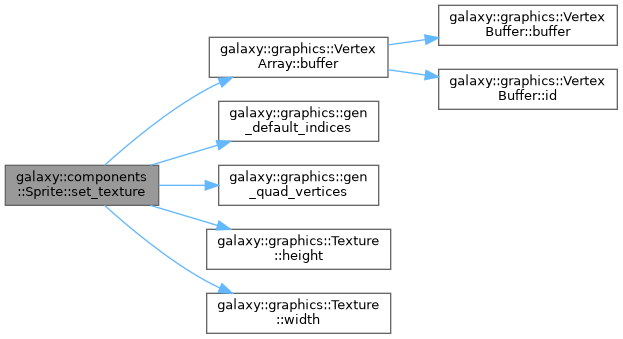 galaxy::components
::Sprite::set_texture
galaxy::graphics::Vertex
Array::buffer
galaxy::graphics::Vertex
Buffer::buffer
galaxy::graphics::Vertex
Buffer::id
galaxy::graphics::gen
_default_indices
galaxy::graphics::gen
_quad_vertices
galaxy::graphics::Texture
::height
galaxy::graphics::Texture
::width